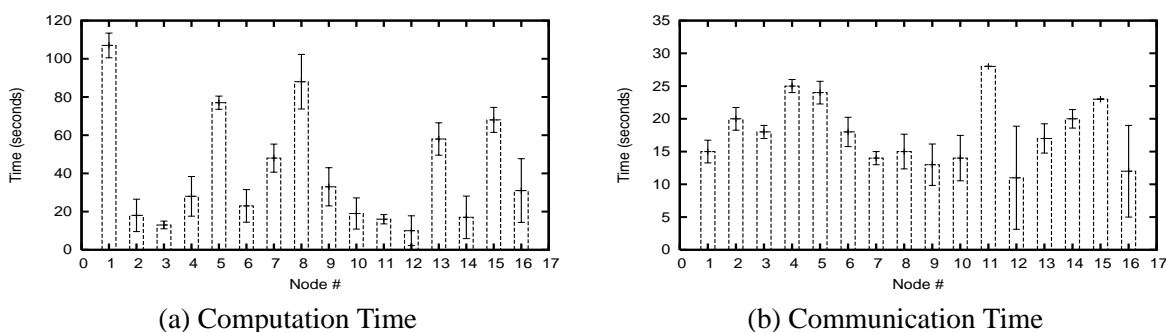 120
100
80
60
40
20
0
Time (seconds)
0 1 2 3 4 5 6 7 8 9 10 11 12 13 14 15 16 17
Node #
(a) Computation Time
35
30
25
20
15
10
5
0
Time (seconds)
0 1 2 3 4 5 6 7 8 9 10 11 12 13 14 15 16 17
Node #
(b) Communication Time